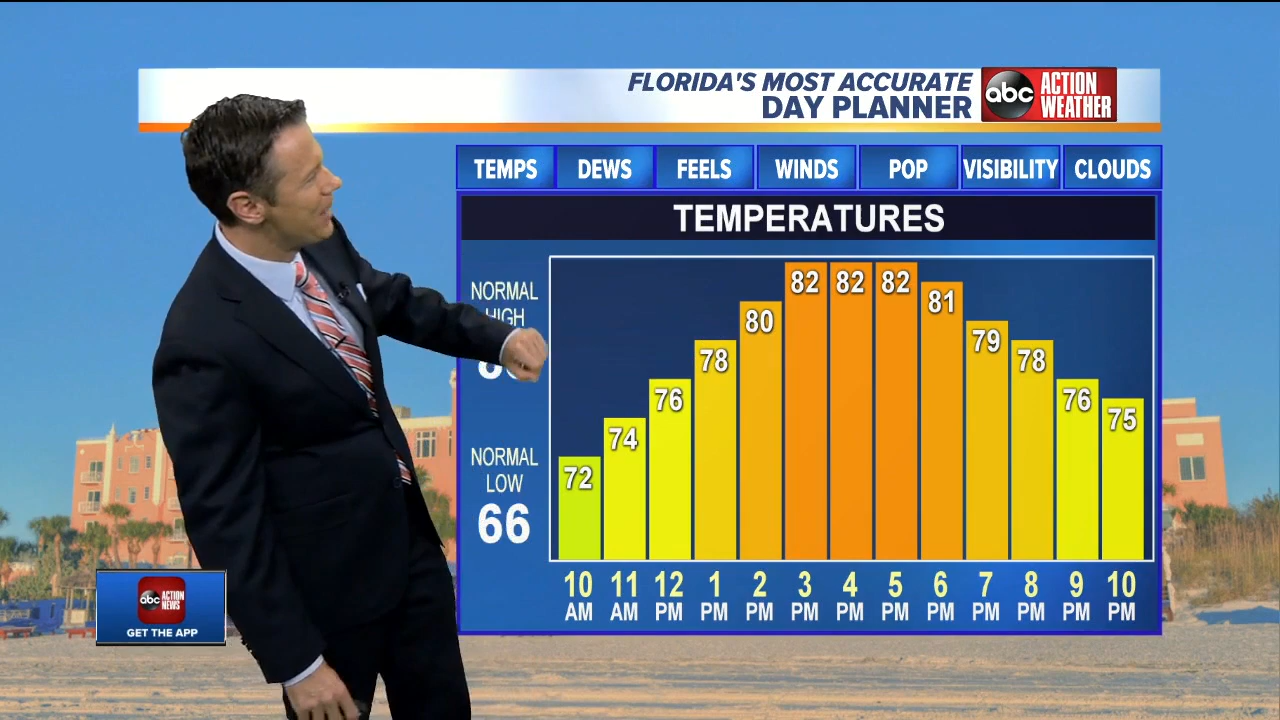 FLORIDA'S MOST ACCURATE
DAY PLANNER
abc ACTION WEATHER
TEMPS DEWS FEELS WINDS POP VISIBILITY CLOUDS
TEMPERATURES
NORMAL
HIGH
NORMAL
LOW
66
72 74 76 78 80 82 82 82 81 79 78 76 75
10 11 12 1 2 3 4 5 6 7 8 9 10
AM AM PM PM PM PM PM PM PM PM PM PM PM
abc ACTION NEWS
GET THE APP